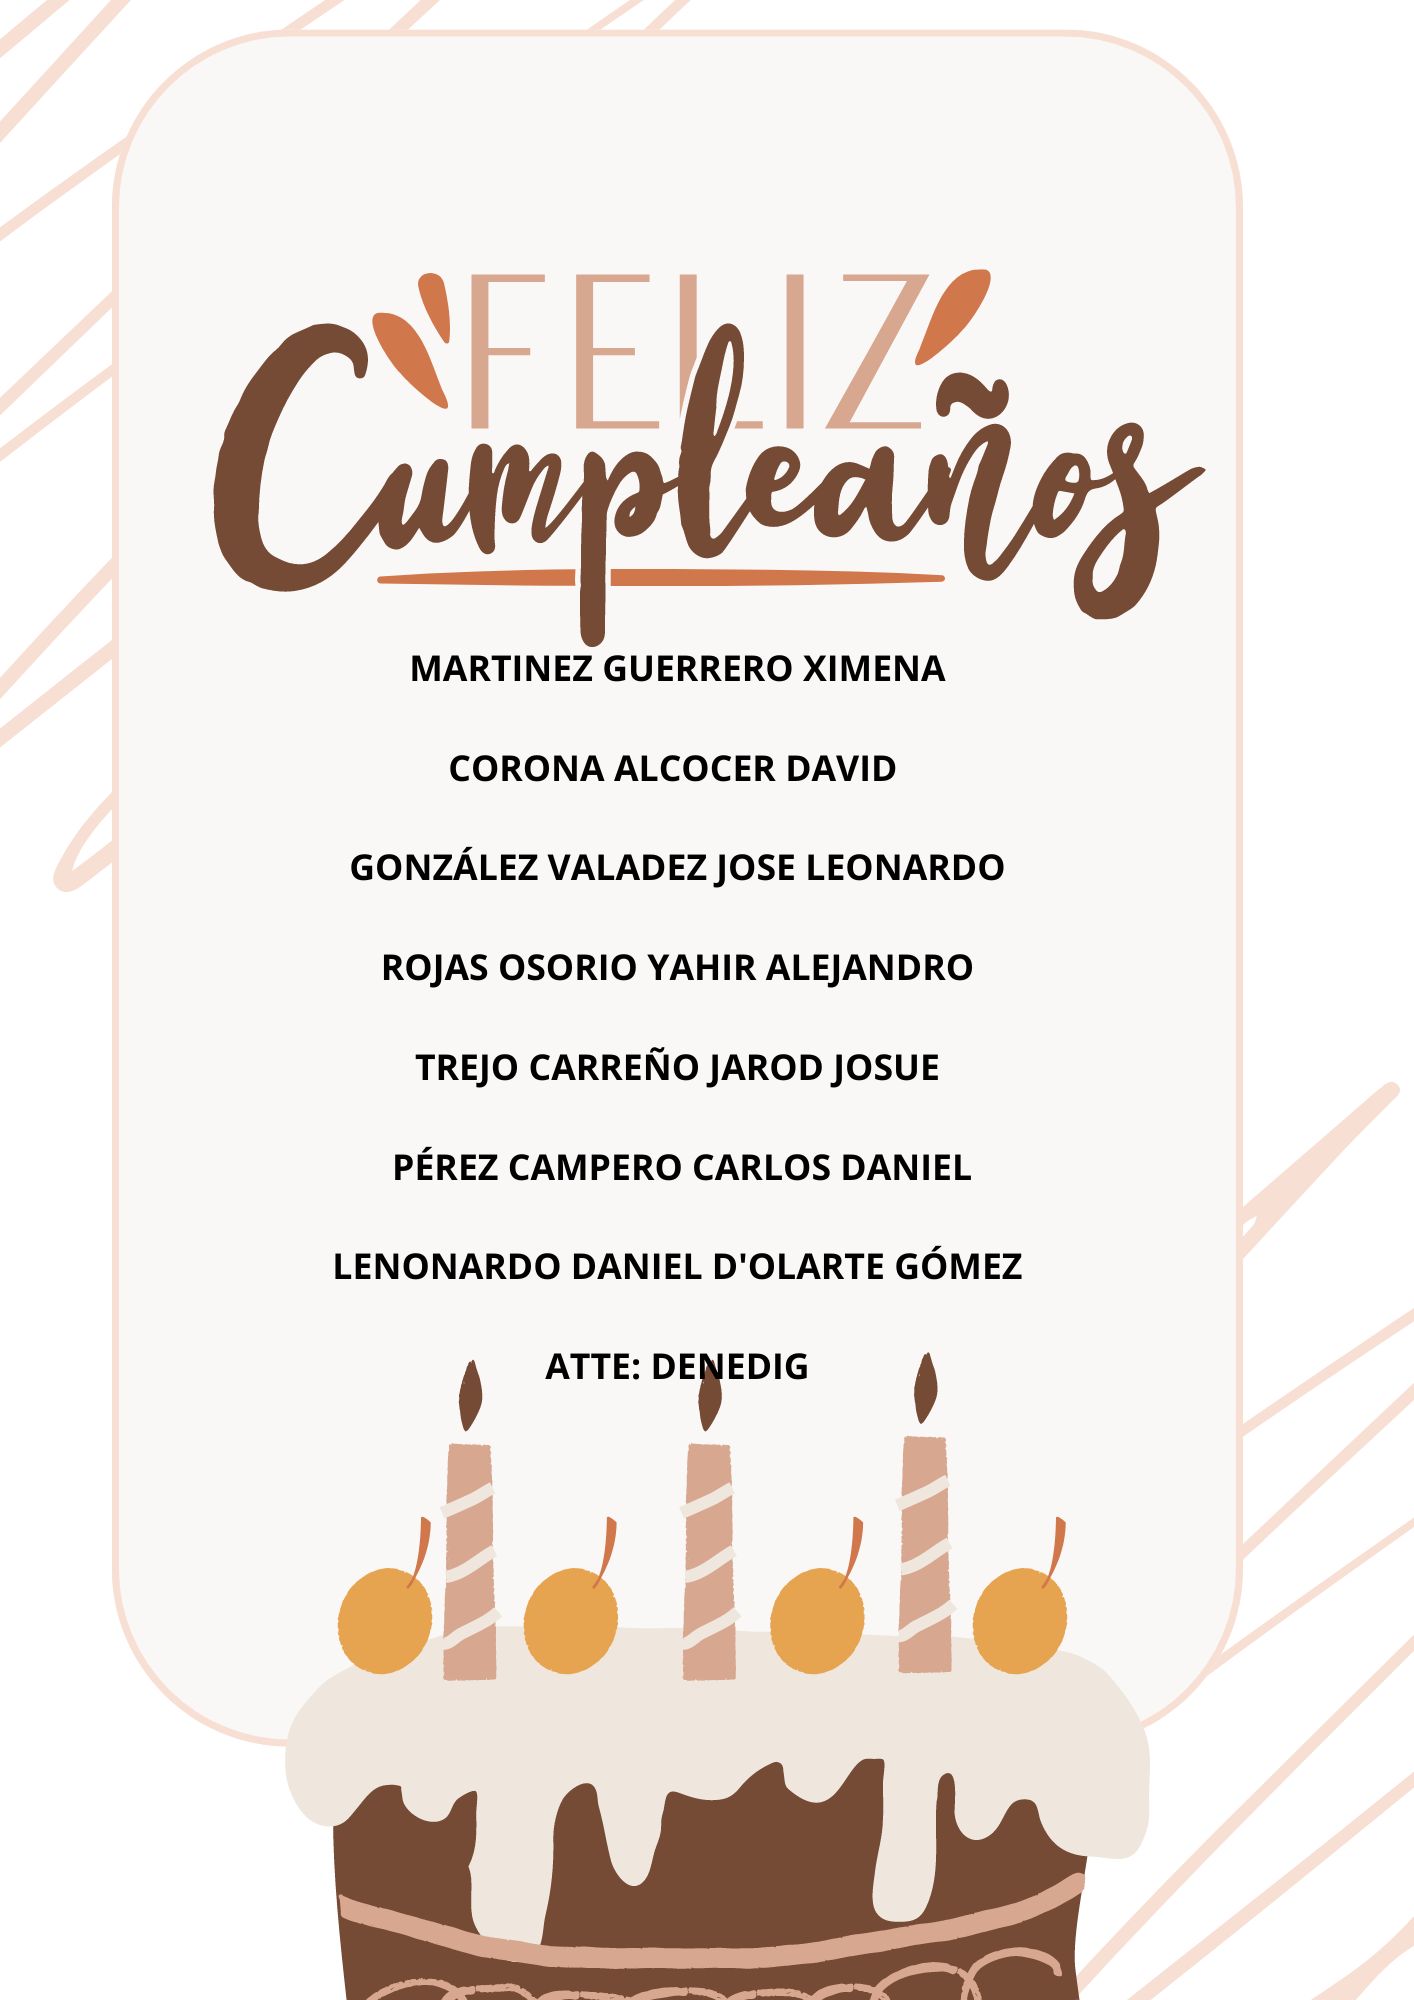 FELIZ
Cumpleaños
MARTINEZ GUERRERO XIMENA
CORONA ALCOCER DAVID
GONZÁLEZ VALADEZ JOSE LEONARDO
ROJAS OSORIO YAHIR ALEJANDRO
TREJO CARREÑO JAROD JOSUE
PÉREZ CAMPERO CARLOS DANIEL
LENONARDO DANIEL D'OLARTE GÓMEZ
ATTE: DENEDIG